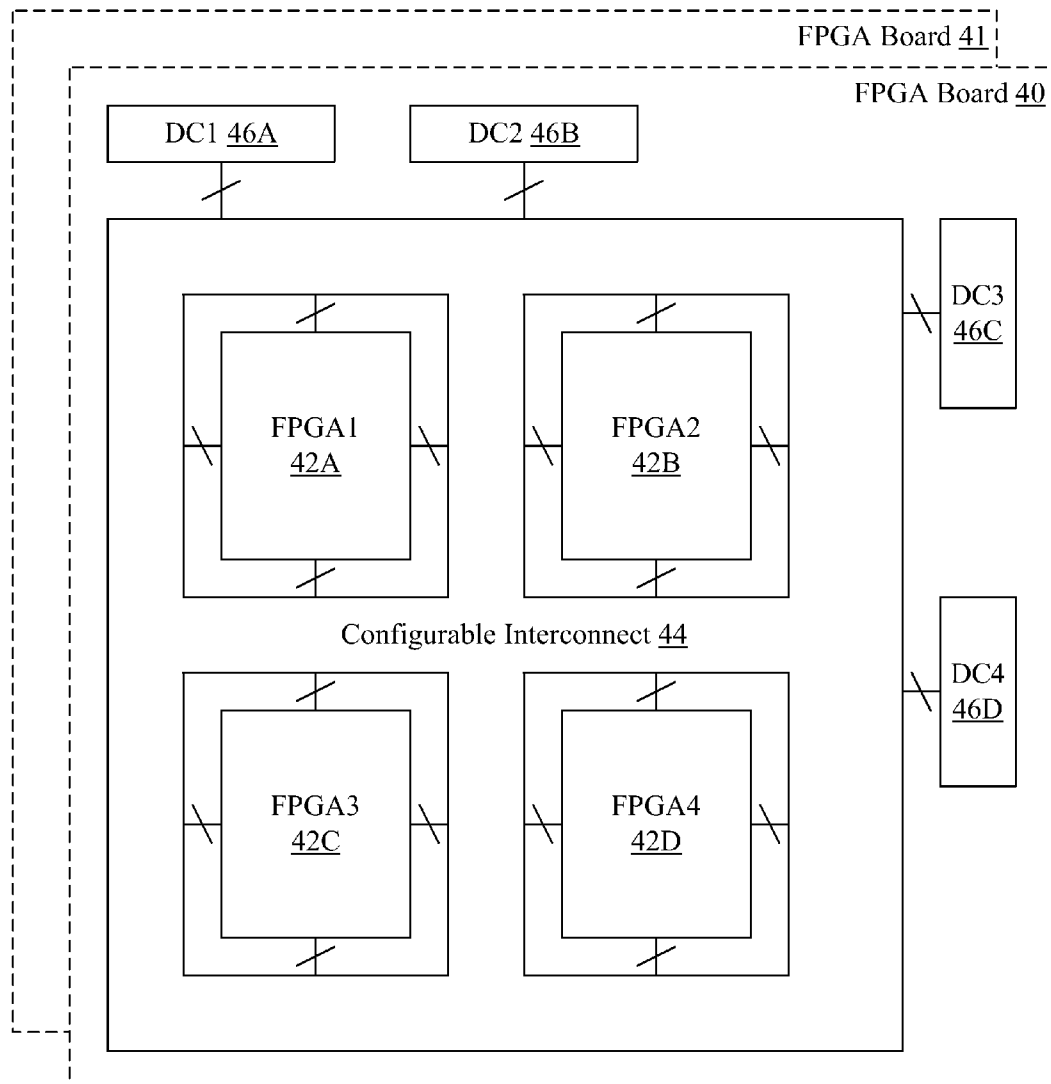 FPGA Board 41
FPGA Board 40
DC1 46A
DC2 46B
DC3
46C
FPGA1
42A
FPGA2
42B
Configurable Interconnect 44
DC4
46D
FPGA3
42C
FPGA4
42D